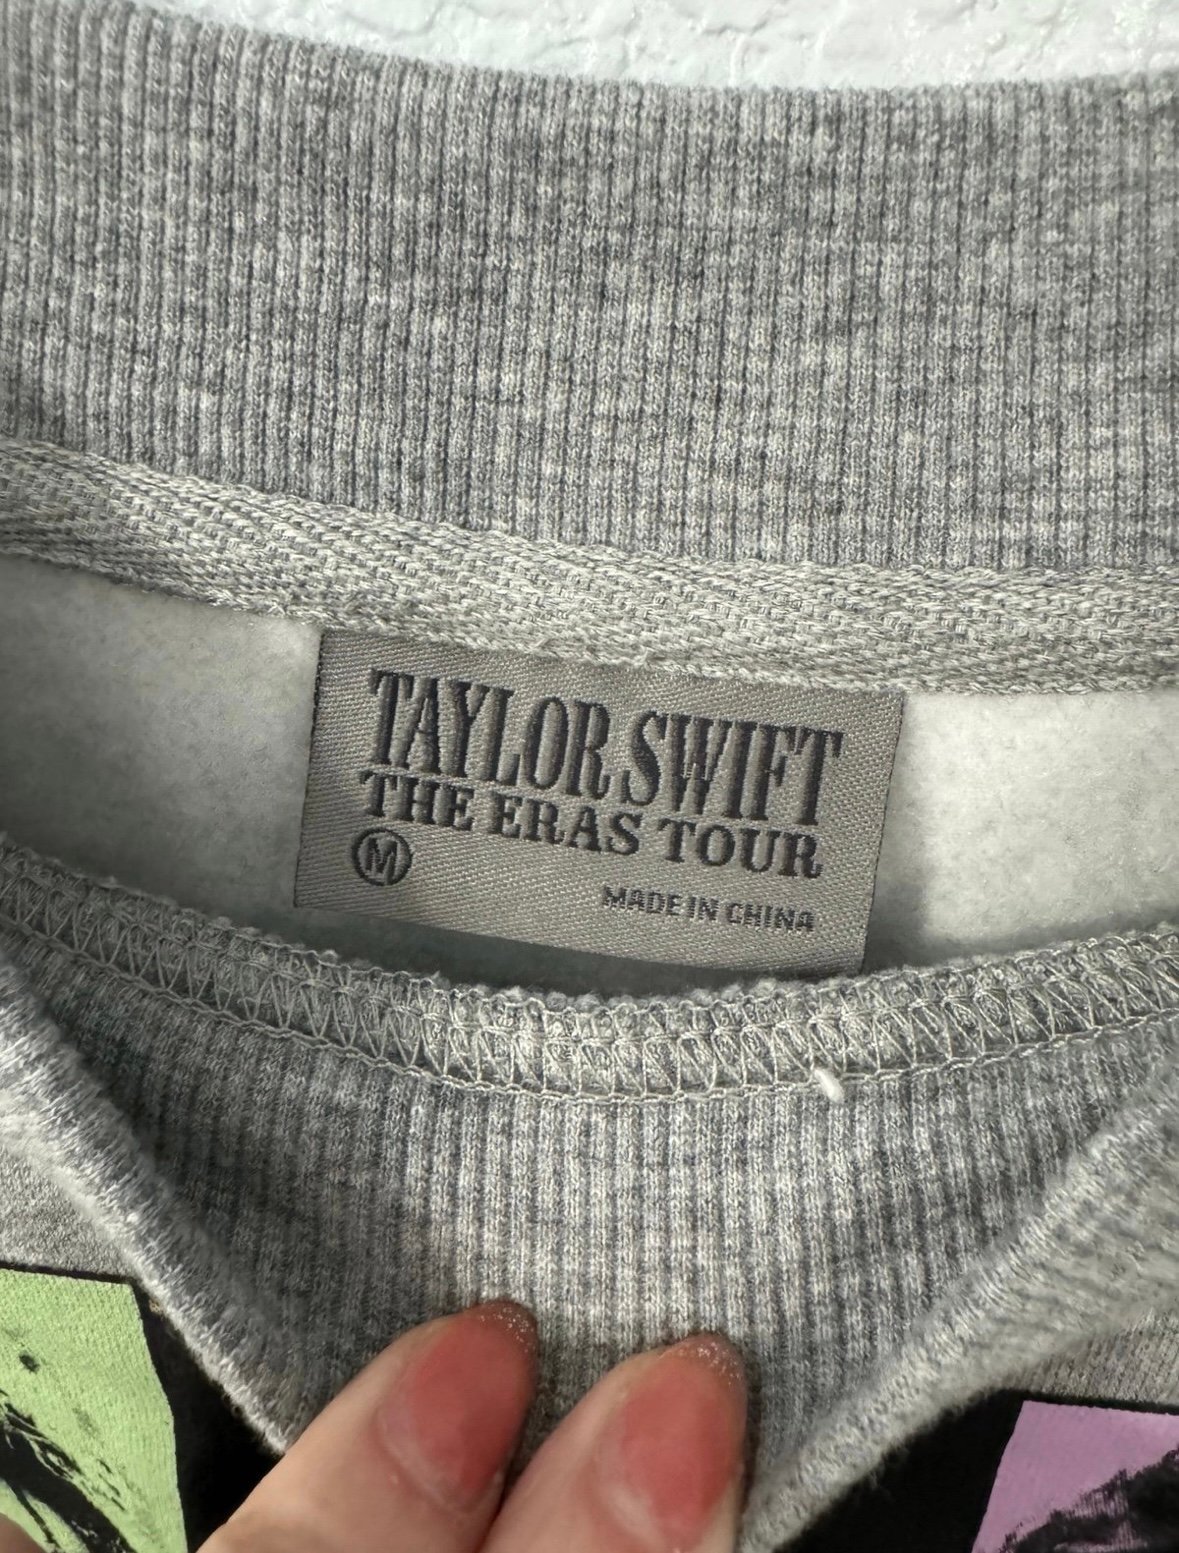 TAYLOR SWIFT
THE ERAS TOUR
M
MADE IN CHINA